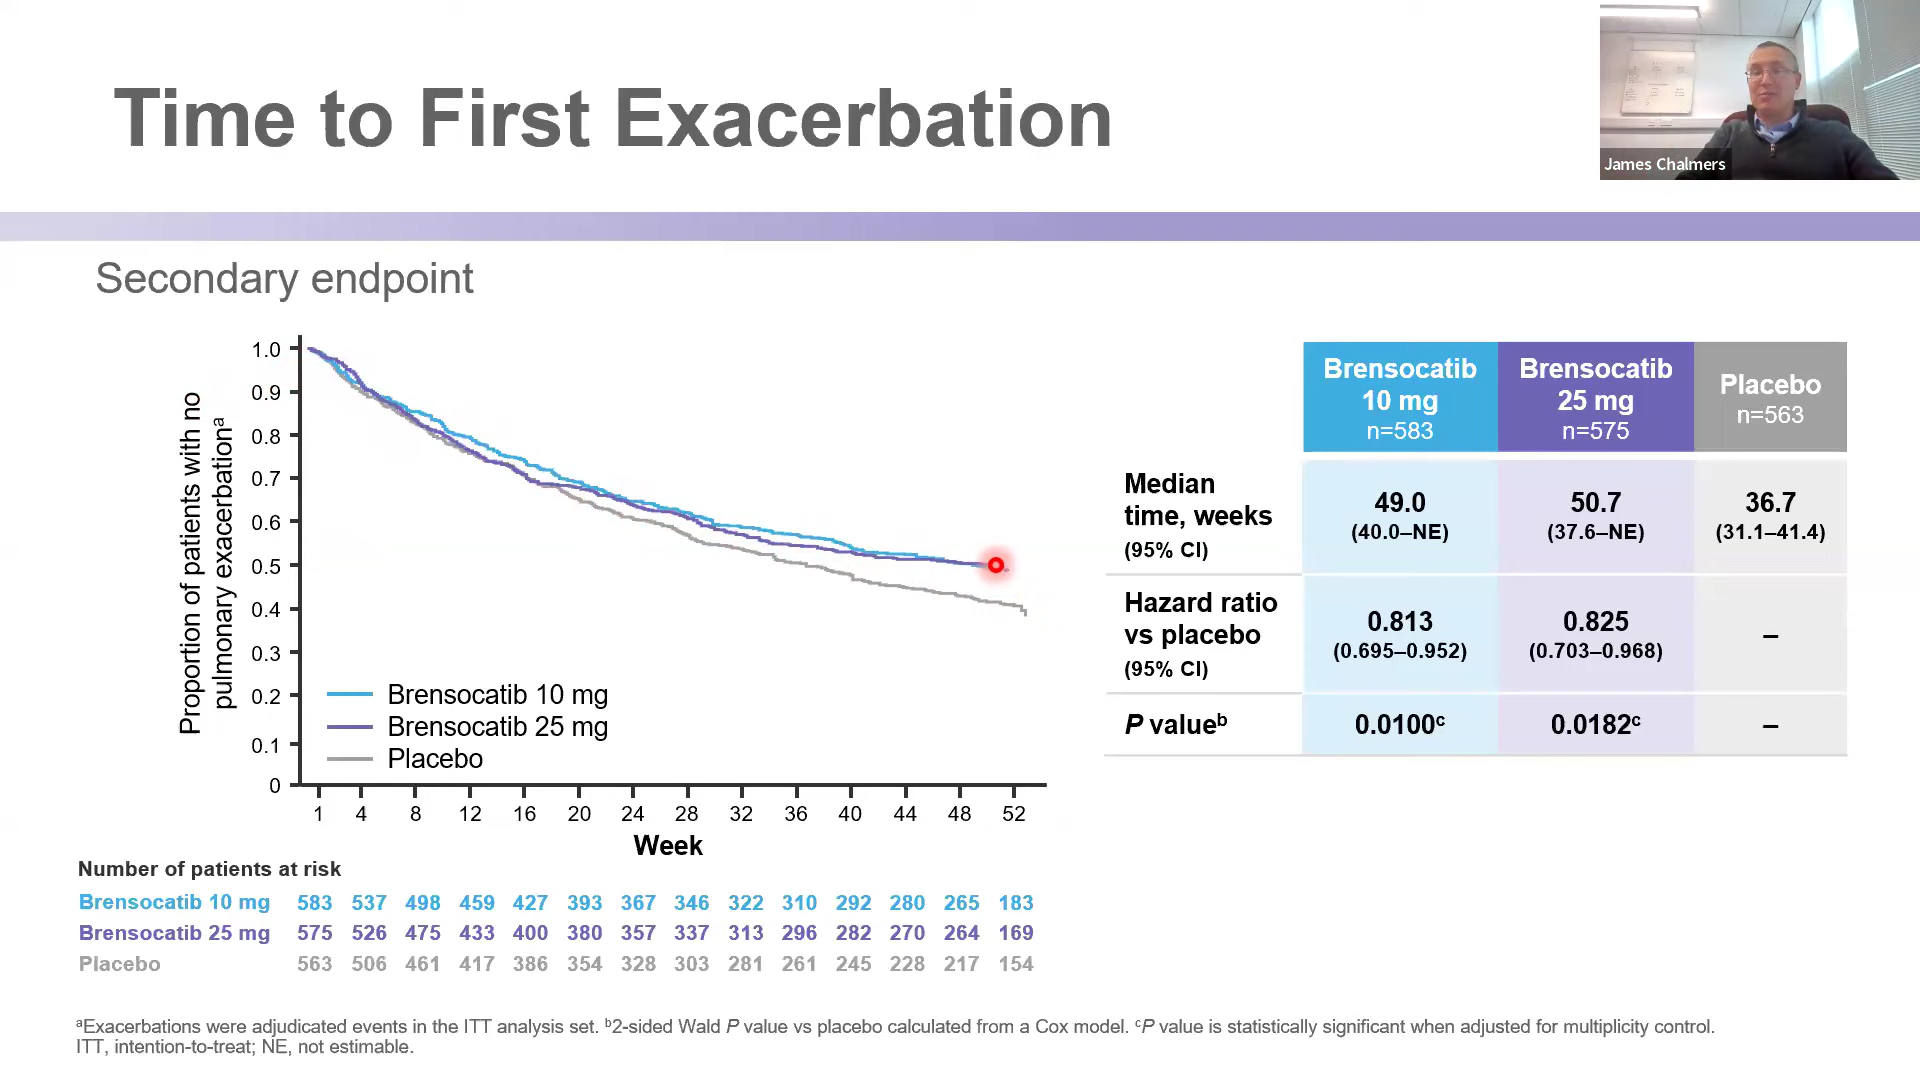 Time to First Exacerbation
James Chalmers
Secondary endpoint
Proportion of patients with no
pulmonary exacerbationᵃ
1.0
0.9
0.8
0.7
0.6
0.5
0.4
0.3
0.2
0.1
0
Brensocatib 10 mg
Brensocatib 25 mg
Placebo
1 4 8 12 16 20 24 28 32 36 40 44 48 52
Week
Number of patients at risk
Brensocatib 10 mg 583 537 498 459 427 393 367 346 322 310 292 280 265 183
Brensocatib 25 mg 575 526 475 433 400 380 357 337 313 296 282 270 264 169
Placebo 563 506 461 417 386 354 328 303 281 261 245 228 217 154
Brensocatib
10 mg
n=583
Brensocatib
25 mg
n=575
Placebo
n=563
Median
time, weeks
(95% CI)
49.0
(40.0–NE)
50.7
(37.6–NE)
36.7
(31.1–41.4)
Hazard ratio
vs placebo
(95% CI)
0.813
(0.695–0.952)
0.825
(0.703–0.968)
–
P valueᵇ
0.0100ᶜ
0.0182ᶜ
–
ᵃExacerbations were adjudicated events in the ITT analysis set. ᵇ2-sided Wald P value vs placebo calculated from a Cox model. ᶜP value is statistically significant when adjusted for multiplicity control.
ITT, intention-to-treat; NE, not estimable.